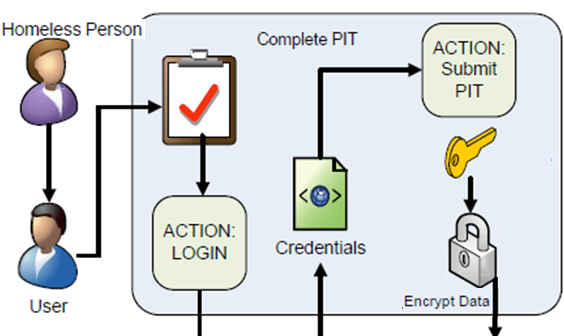 Homeless Person
Complete PIT
ACTION:
Submit
PIT
ACTION:
LOGIN
Credentials
User
Encrypt Data